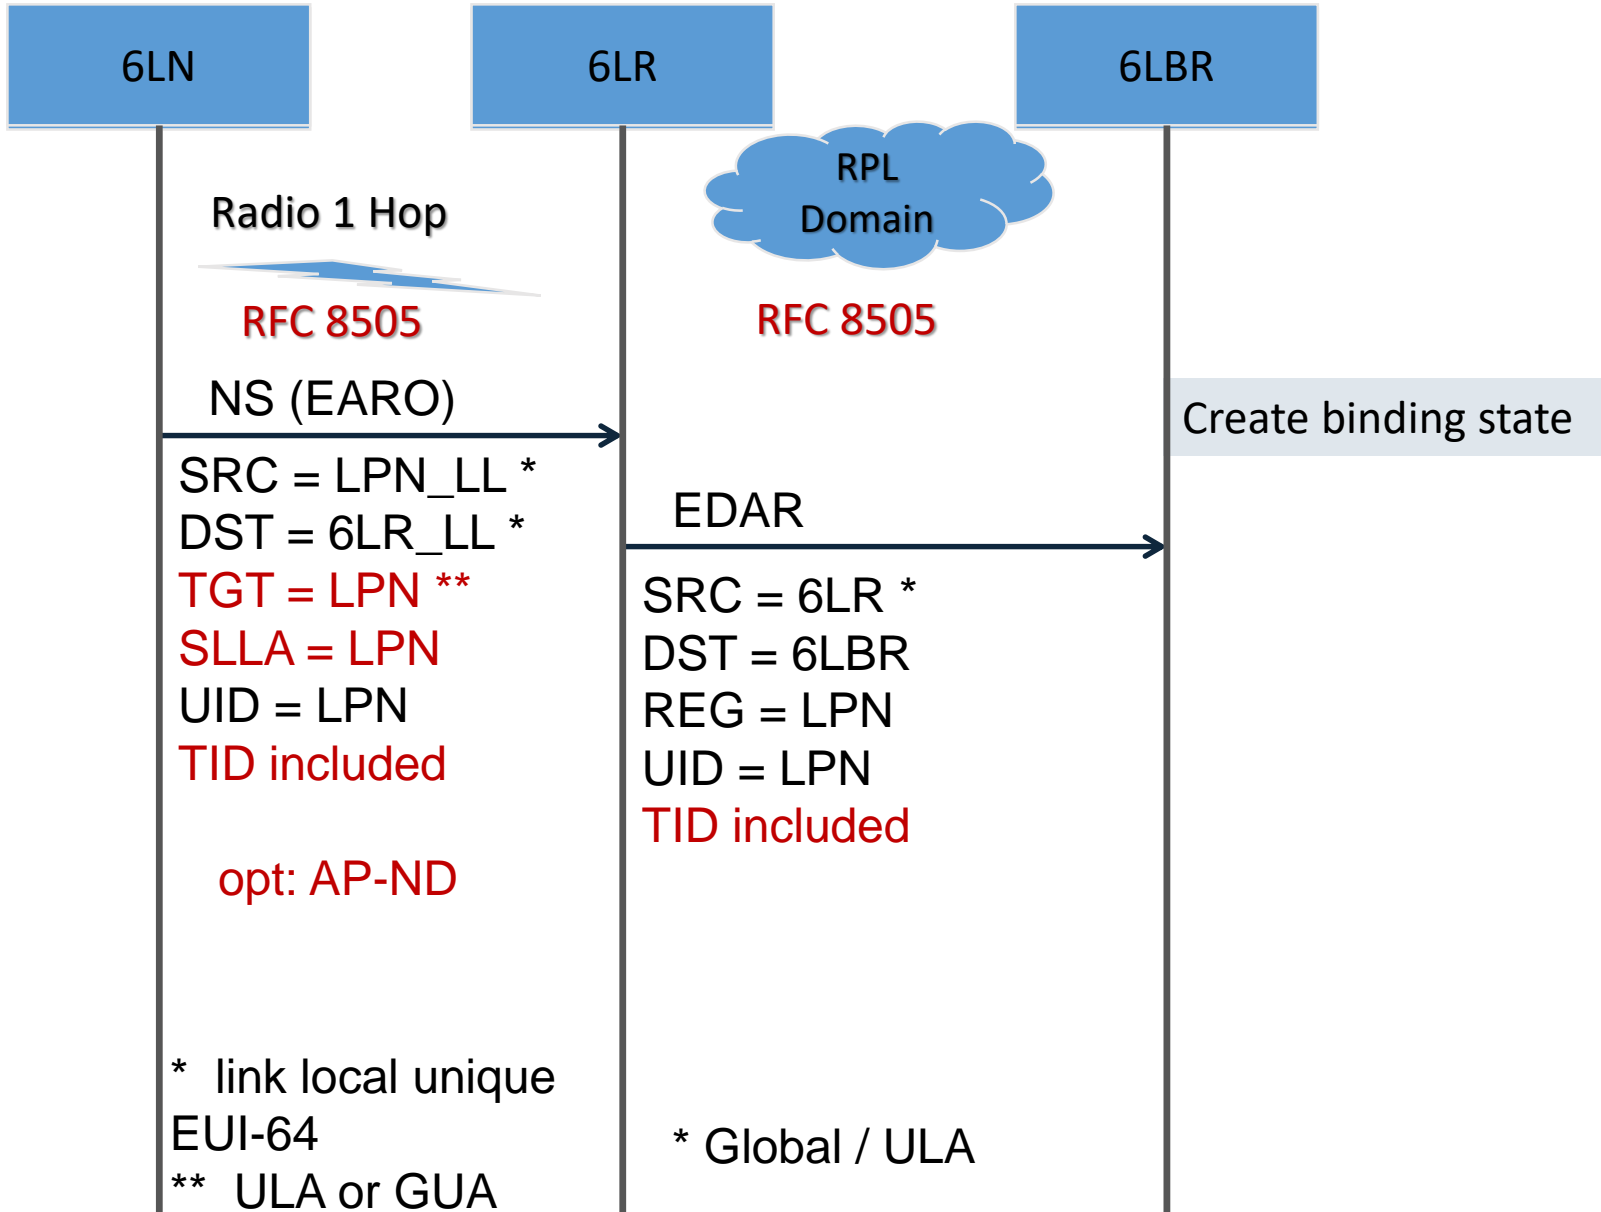 6LN
6LR
6LBR
Radio 1 Hop
RFC 8505
RPL
Domain
RFC 8505
NS (EARO)
SRC = LPN_LL *
DST = 6LR_LL *
TGT = LPN **
SLLA = LPN
UID = LPN
TID included
opt: AP-ND
* link local unique
EUI-64
** ULA or GUA
EDAR
SRC = 6LR *
DST = 6LBR
REG = LPN
UID = LPN
TID included
* Global / ULA
Create binding state